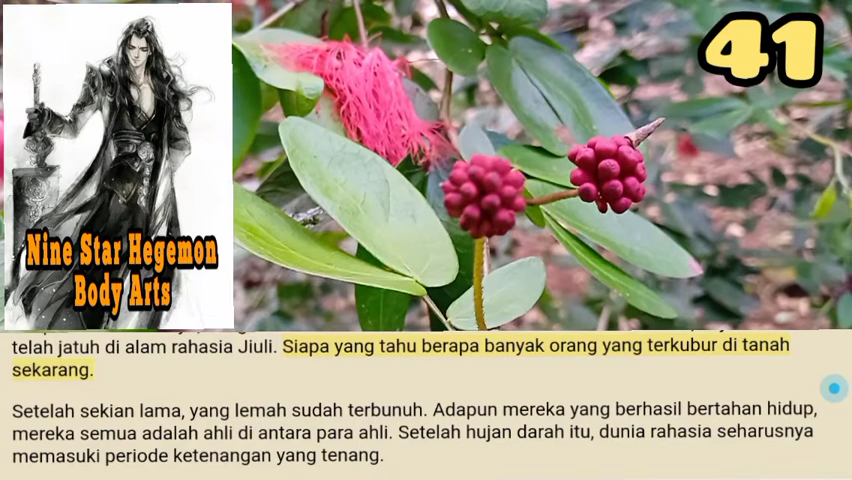 41
Nine Star Hegemon
Body Arts
telah jatuh di alam rahasia Jiuli. Siapa yang tahu berapa banyak orang yang terkubur di tanah
sekarang.
Setelah sekian lama, yang lemah sudah terbunuh. Adapun mereka yang berhasil bertahan hidup,
mereka semua adalah ahli di antara para ahli. Setelah hujan darah itu, dunia rahasia seharusnya
memasuki periode ketenangan yang tenang.